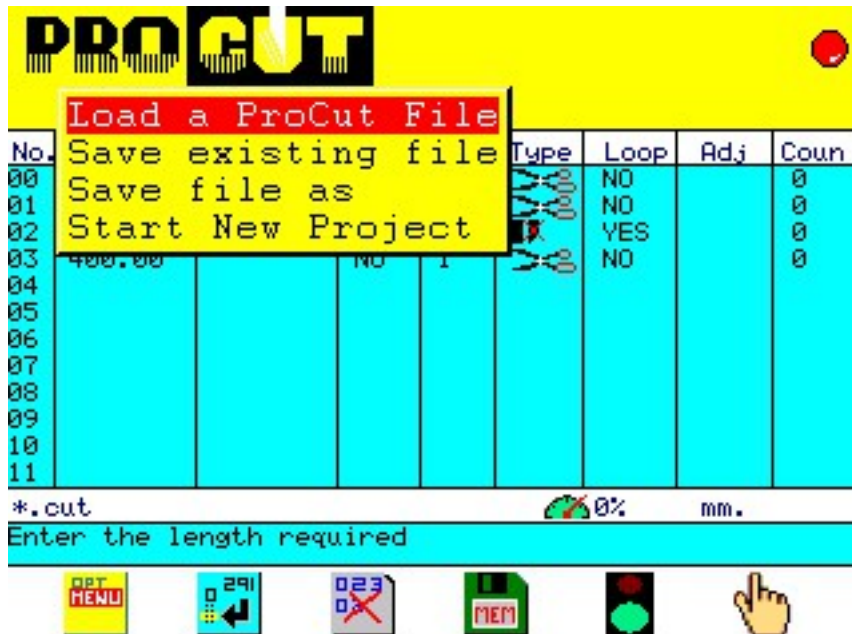 PROCUT
Load a ProCut File
Save existing file
Save file as
Start New Project
No. Type Loop Adj Coun
00 NO 0
01 NO 0
02 YES 0
03 400.00 NO 1 NO 0
04
05
06
07
08
09
10
11
*.cut 0% mm.
Enter the length required
OPT MENU
291
023
MEM